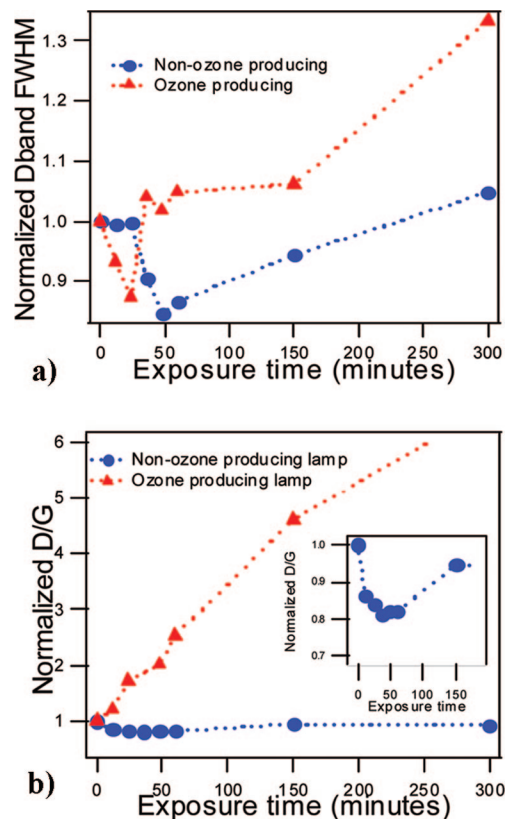 1.3
1.2
1.1
1.0
0.9
Normalized Dband FWHM
Non-ozone producing
Ozone producing
0 50 100 150 200 250 300
Exposure time (minutes)
a)
6
5
4
3
2
1
Normalized D/G
Non-ozone producing lamp
Ozone producing lamp
1.0
0.9
0.8
0.7
Normalized D/G
0 50 100 150
Exposure time
0 50 100 150 200 250 300
Exposure time (minutes)
b)